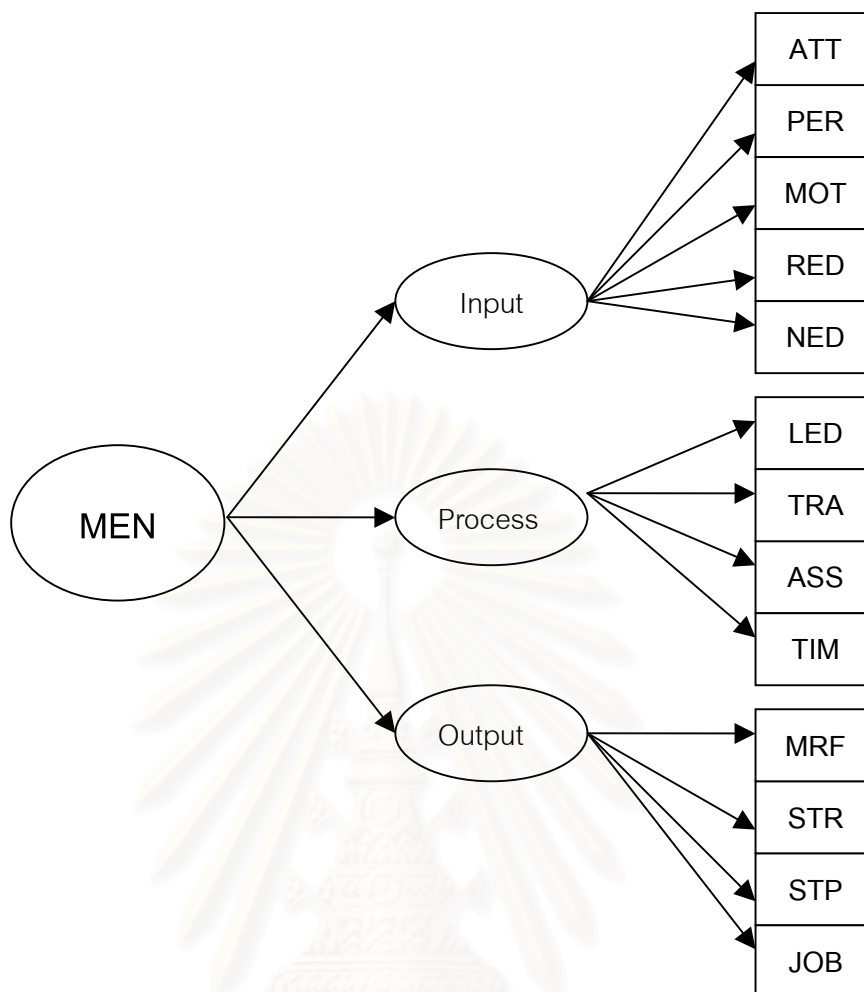 ATT
PER
MOT
RED
NED
Input
LED
TRA
ASS
TIM
Process
MEN
MRF
STR
STP
JOB
Output